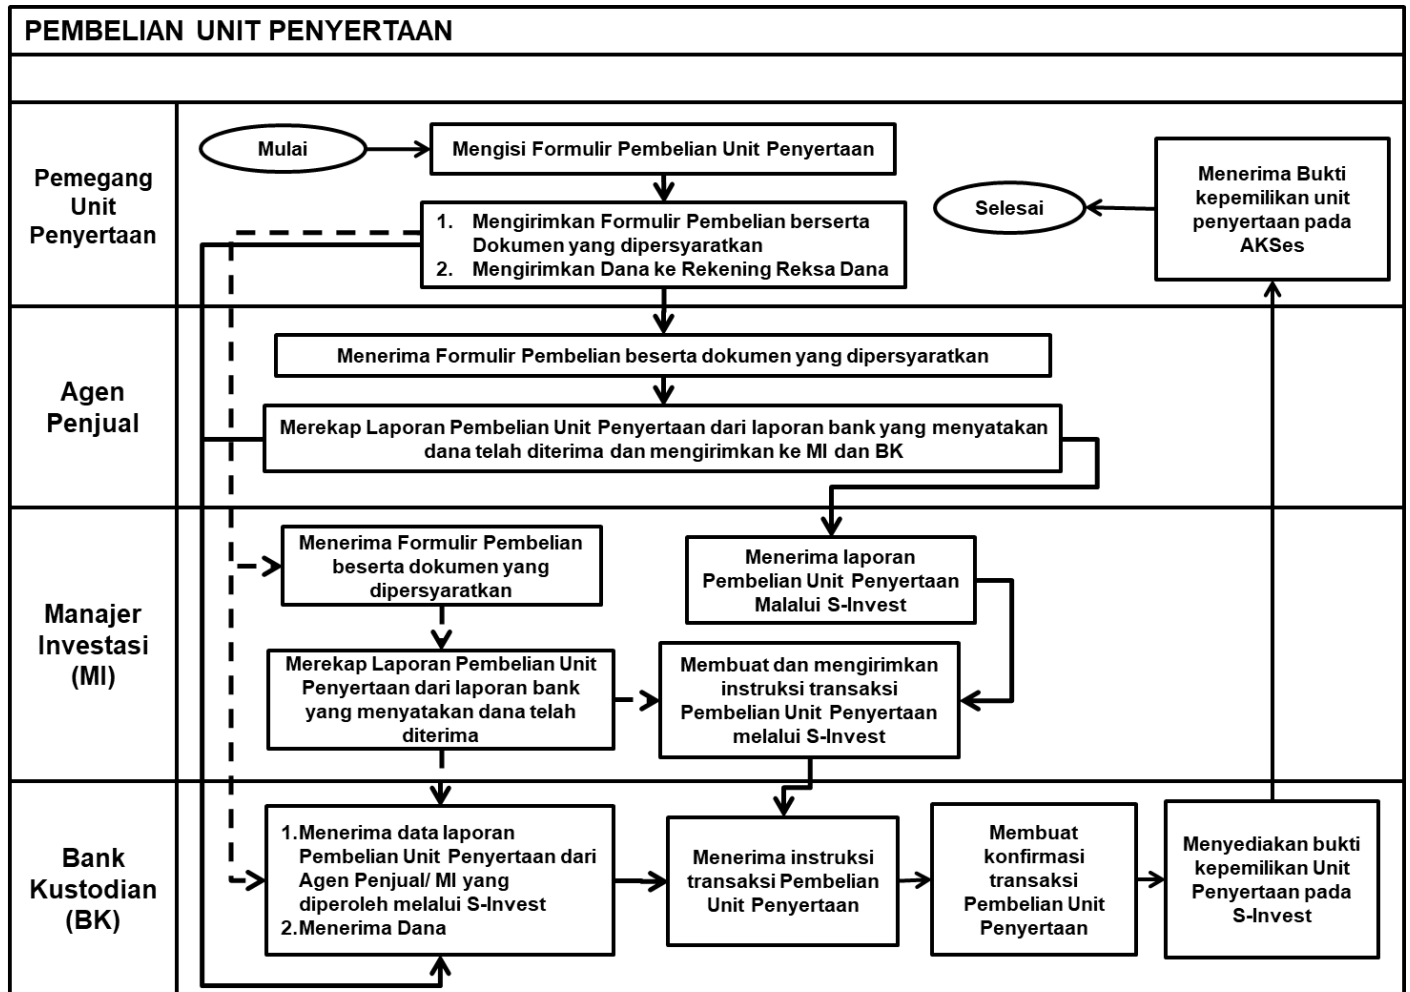 PEMBELIAN UNIT PENYERTAAN
Pemegang
Unit
Penyertaan
Mulai
Mengisi Formulir Pembelian Unit Penyertaan
1. Mengirimkan Formulir Pembelian berserta
Dokumen yang dipersyaratkan
2. Mengirimkan Dana ke Rekening Reksa Dana
Selesai
Menerima Bukti
kepemilikan unit
penyertaan pada
AKSes
Agen
Penjual
Menerima Formulir Pembelian beserta dokumen yang dipersyaratkan
Merekap Laporan Pembelian Unit Penyertaan dari laporan bank yang menyatakan
dana telah diterima dan mengirimkan ke MI dan BK
Manajer
Investasi
(MI)
Menerima Formulir Pembelian
beserta dokumen yang
dipersyaratkan
Menerima laporan
Pembelian Unit Penyertaan
Malalui S-Invest
Merekap Laporan Pembelian Unit
Penyertaan dari laporan bank
yang menyatakan dana telah
diterima
Membuat dan mengirimkan
instruksi transaksi
Pembelian Unit Penyertaan
melalui S-Invest
Bank
Kustodian
(BK)
1. Menerima data laporan
Pembelian Unit Penyertaan dari
Agen Penjual/ MI yang
diperoleh melalui S-Invest
2. Menerima Dana
Menerima instruksi
transaksi Pembelian
Unit Penyertaan
Membuat
konfirmasi
transaksi
Pembelian Unit
Penyertaan
Menyediakan bukti
kepemilikan Unit
Penyertaan pada
S-Invest